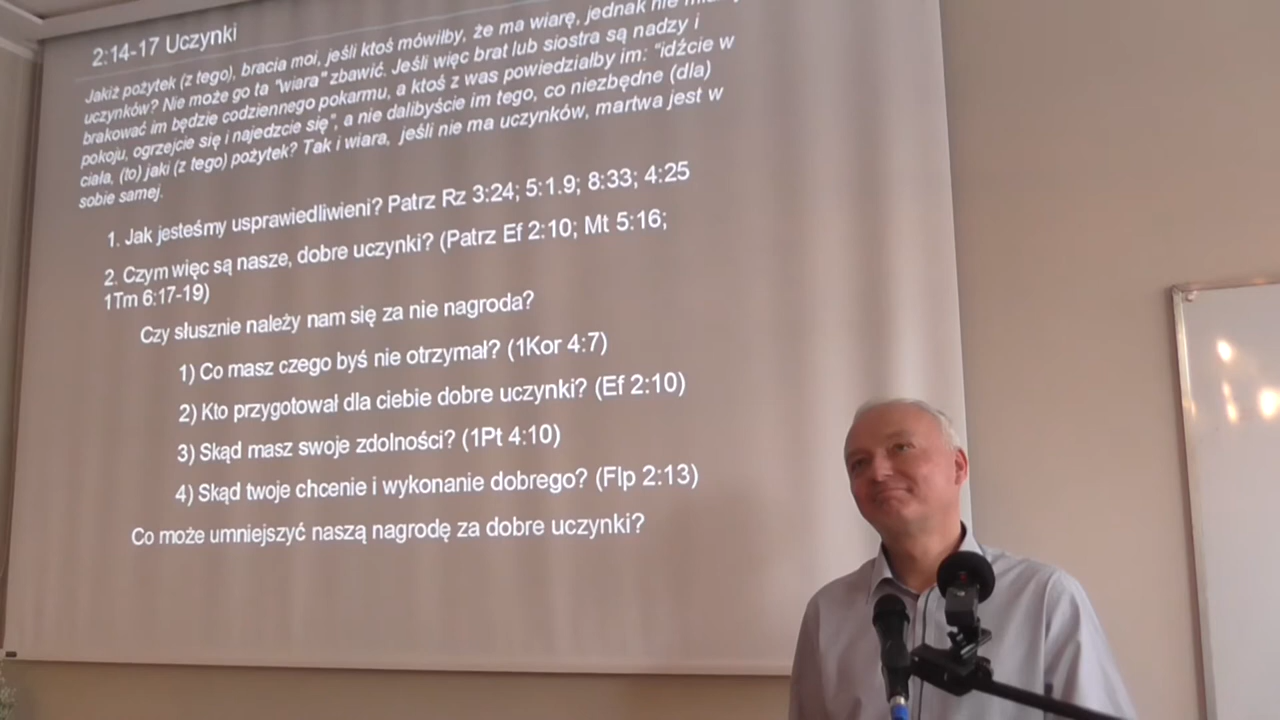 2:14-17 Uczynki
Jakiż pożytek (z tego), bracia moi, jeśli ktoś mówiłby, że ma wiarę, jednak nie
uczynków? Nie może go ta "wiara" zbawić. Jeśli więc brat lub siostra są nadzy i
brakować im będzie codziennego pokarmu, a ktoś z was powiedziałby im: "idźcie w
pokoju, ogrzejcie się i najedzcie się", a nie dalibyście im tego, co niezbędne (dla)
ciała, (to) jaki (z tego) pożytek? Tak i wiara, jeśli nie ma uczynków, martwa jest w
sobie samej.
1. Jak jesteśmy usprawiedliwieni? Patrz Rz 3:24; 5:1.9; 8:33; 4:25
2. Czym więc są nasze, dobre uczynki? (Patrz Ef 2:10; Mt 5:16;
1Tm 6:17-19)
Czy słusznie należy nam się za nie nagroda?
1) Co masz czego byś nie otrzymał? (1Kor 4:7)
2) Kto przygotował dla ciebie dobre uczynki? (Ef 2:10)
3) Skąd masz swoje zdolności? (1Pt 4:10)
4) Skąd twoje chcenie i wykonanie dobrego? (Flp 2:13)
Co może umniejszyć naszą nagrodę za dobre uczynki?